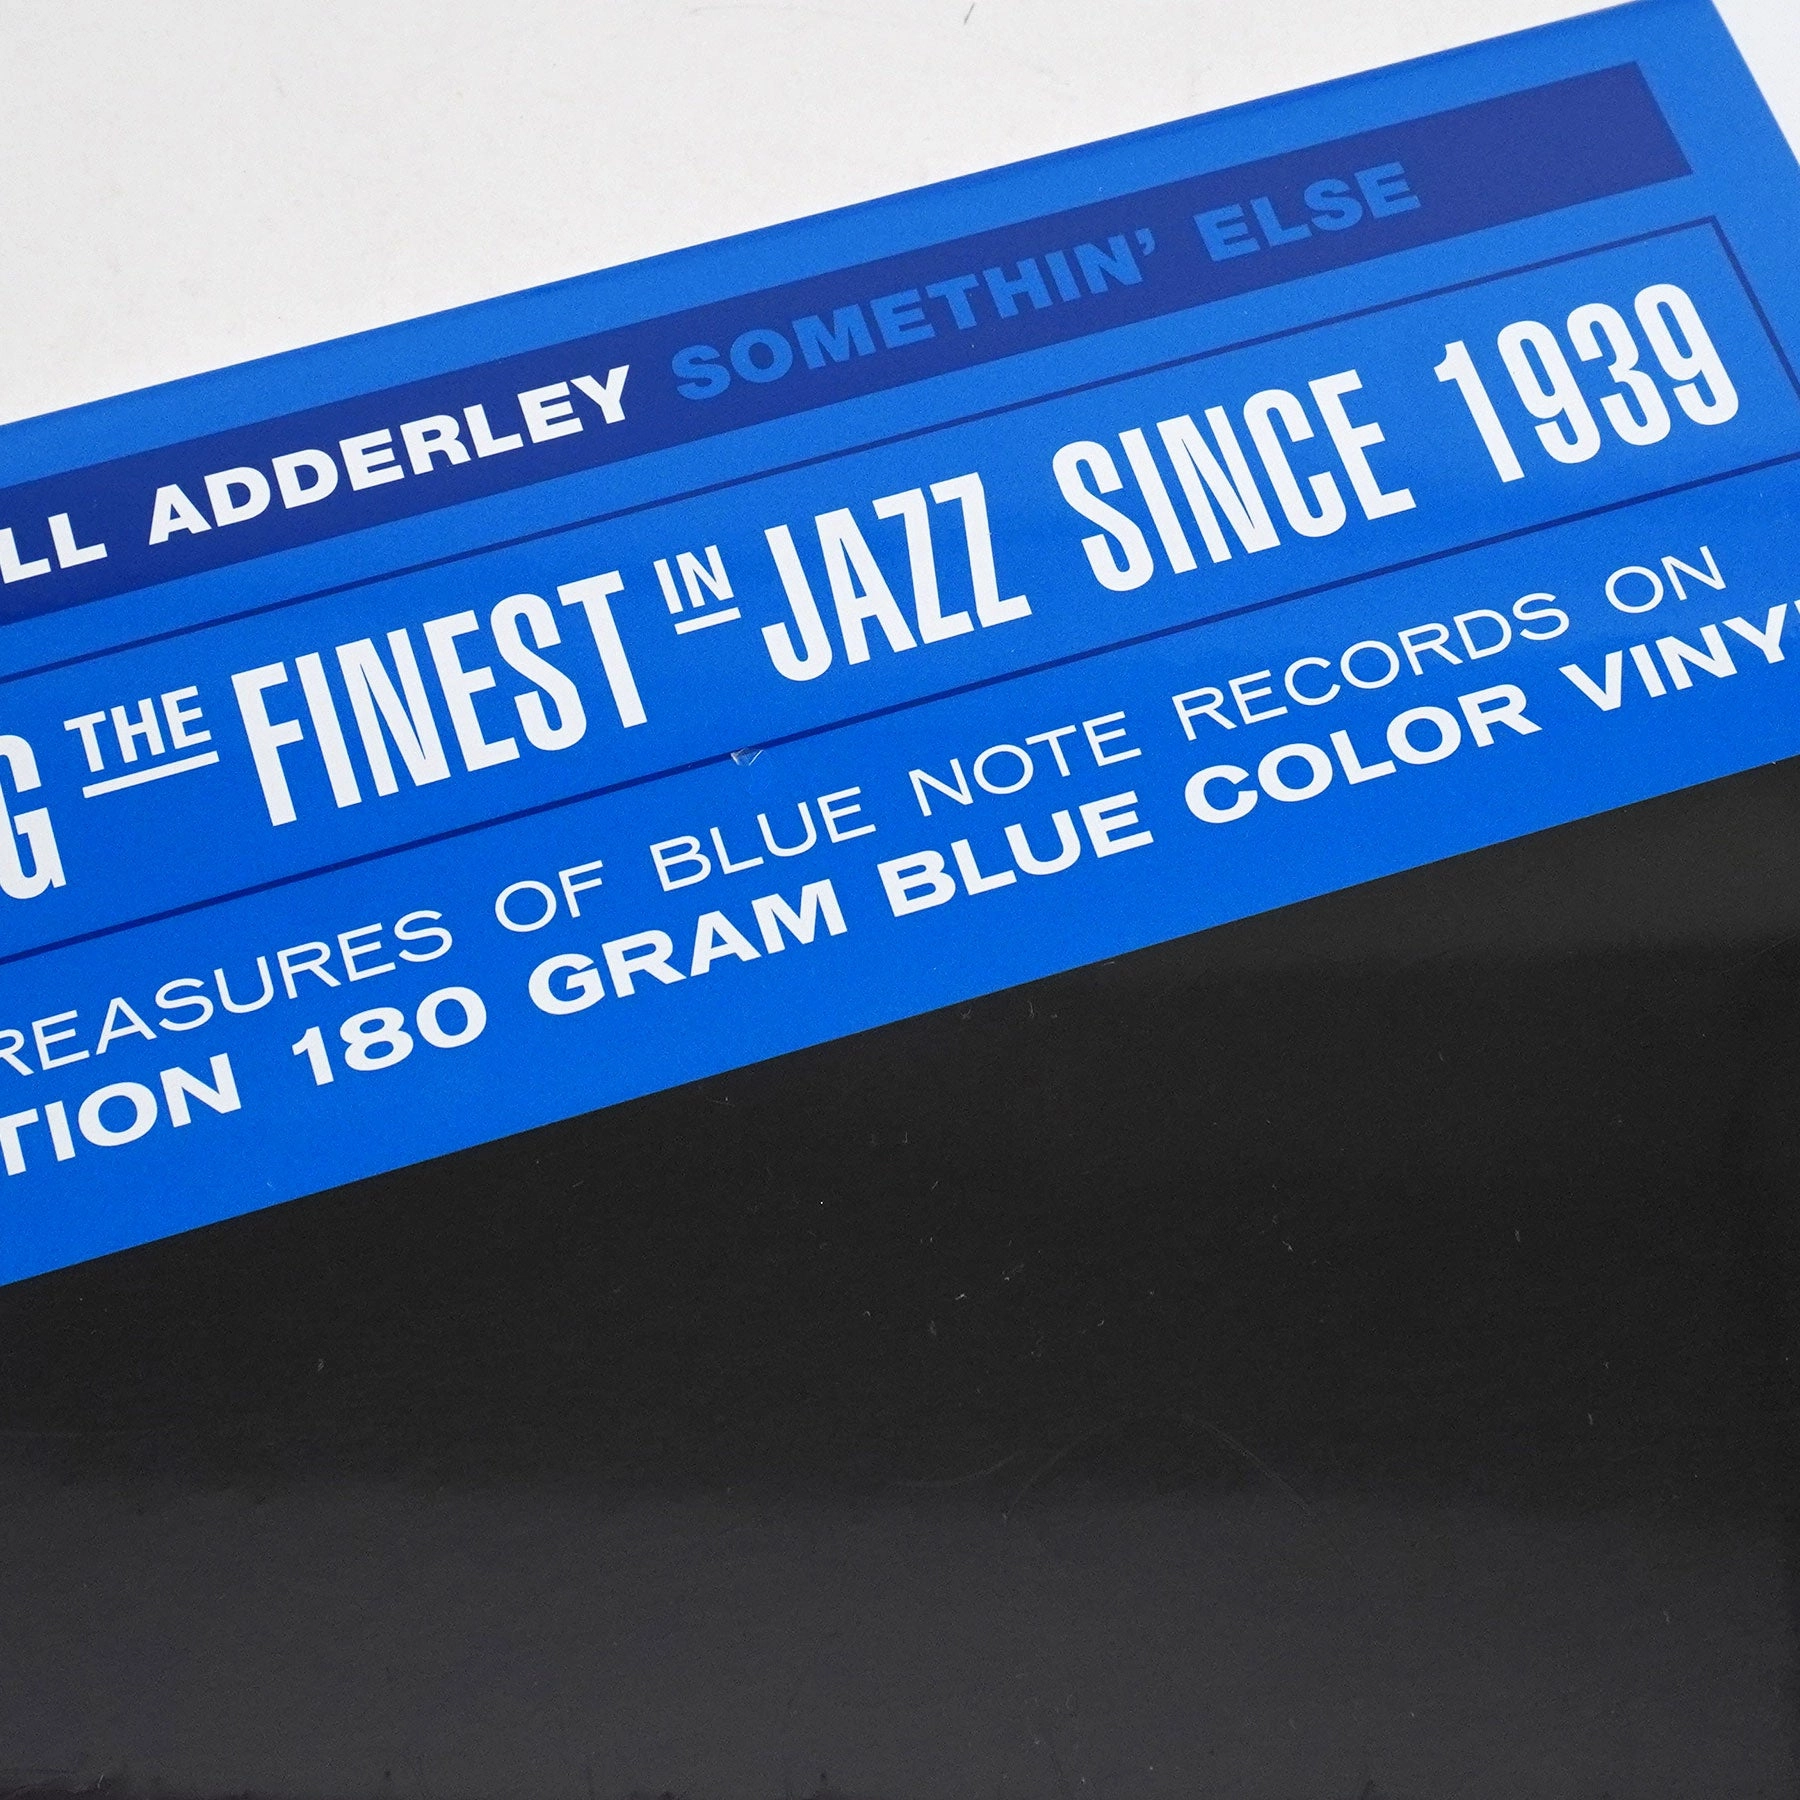 LL ADDERLEY SOMETHIN' ELSE
G THE FINEST IN JAZZ SINCE 1939
REASURES OF BLUE NOTE RECORDS ON
TION 180 GRAM BLUE COLOR VINY